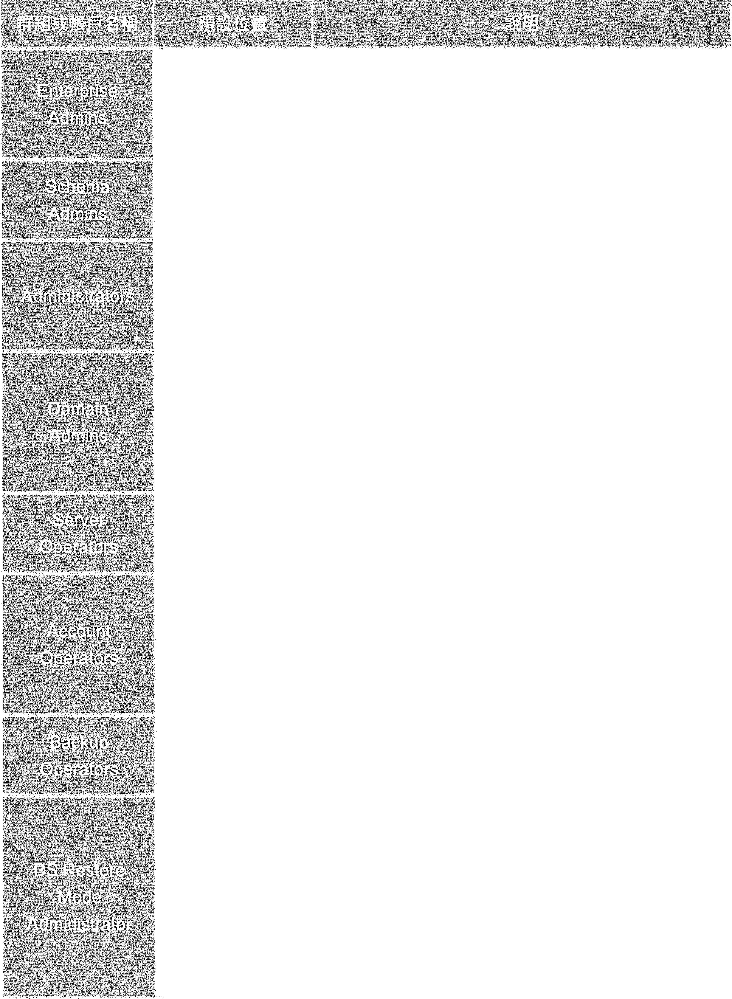 群組或帳戶名稱
預設位置
說明
Enterprise
Admins
Schema
Admins
Administrators
Domain
Admins
Server
Operators
Account
Operators
Backup
Operators
DS Restore
Mode
Administrator